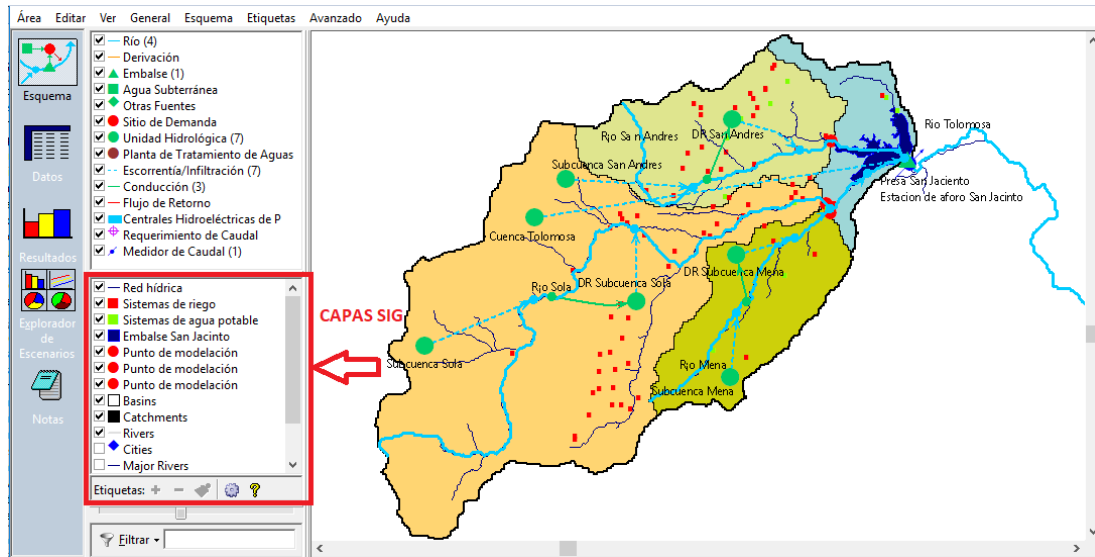 Área Editar Ver General Esquema Etiquetas Avanzado Ayuda
Esquema
Datos
Resultados
Explorador
de
Escenarios
Notas
Río (4)
Derivación
Embalse (1)
Agua Subterránea
Otras Fuentes
Sitio de Demanda
Unidad Hidrológica (7)
Planta de Tratamiento de Aguas
Escorrentía/Infiltración (7)
Conducción (3)
Flujo de Retorno
Centrales Hidroeléctricas de P
Requerimiento de Caudal
Medidor de Caudal (1)
Red hídrica
Sistemas de riego
Sistemas de agua potable
Embalse San Jacinto
Punto de modelación
Punto de modelación
Punto de modelación
Basins
Catchments
Rivers
Cities
Major Rivers
Etiquetas: + − ?
Filtrar
CAPAS SIG
Rio San Andres
DR San Andres
Rio Tolomosa
Subcuenca San Andres
Presa San Jaciento
Estacion de aforo San Jacinto
Cuenca Tolomosa
DR Subcuenca Mena
Rio Sola
DR Subcuenca Sola
Subcuenca Sola
Rio Mena
Subcuenca Mena